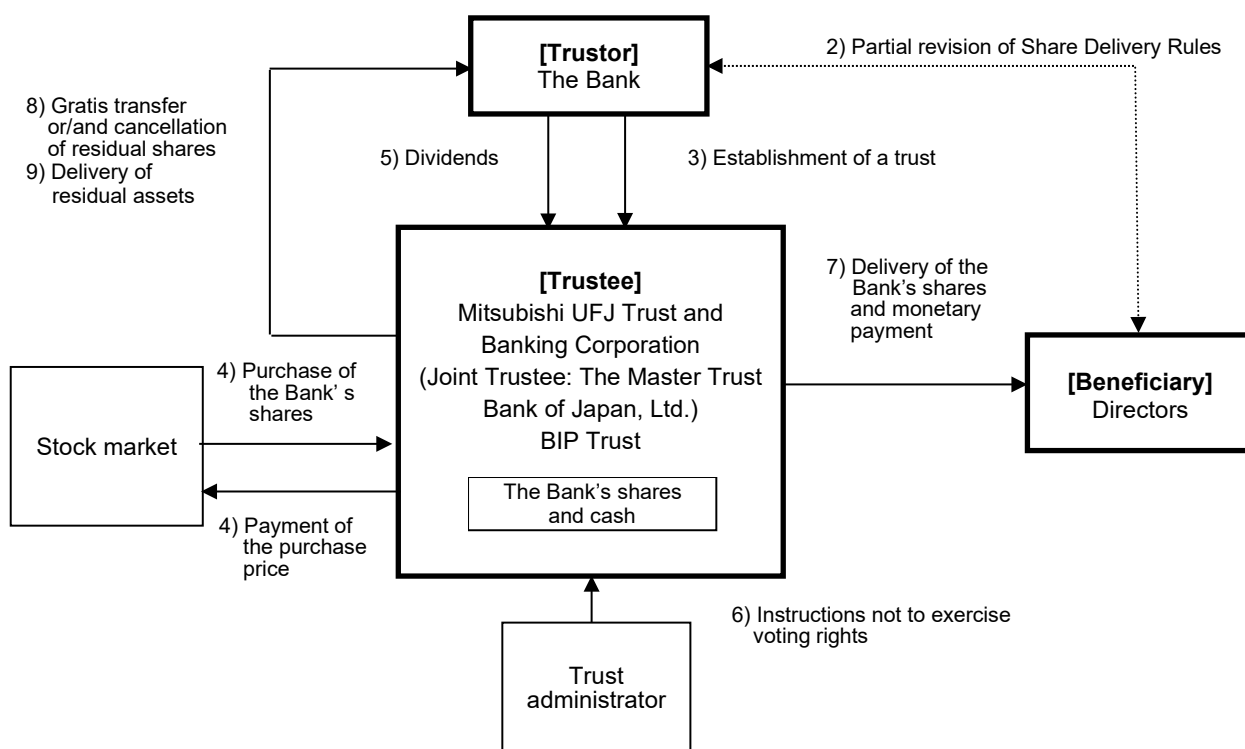 [Trustor]
The Bank
2) Partial revision of Share Delivery Rules
8) Gratis transfer
or/and cancellation
of residual shares
9) Delivery of
residual assets
5) Dividends
3) Establishment of a trust
[Trustee]
Mitsubishi UFJ Trust and
Banking Corporation
(Joint Trustee: The Master Trust
Bank of Japan, Ltd.)
BIP Trust
The Bank's shares
and cash
7) Delivery of the
Bank's shares
and monetary
payment
[Beneficiary]
Directors
4) Purchase of
the Bank' s
shares
Stock market
4) Payment of
the purchase
price
6) Instructions not to exercise
voting rights
Trust
administrator